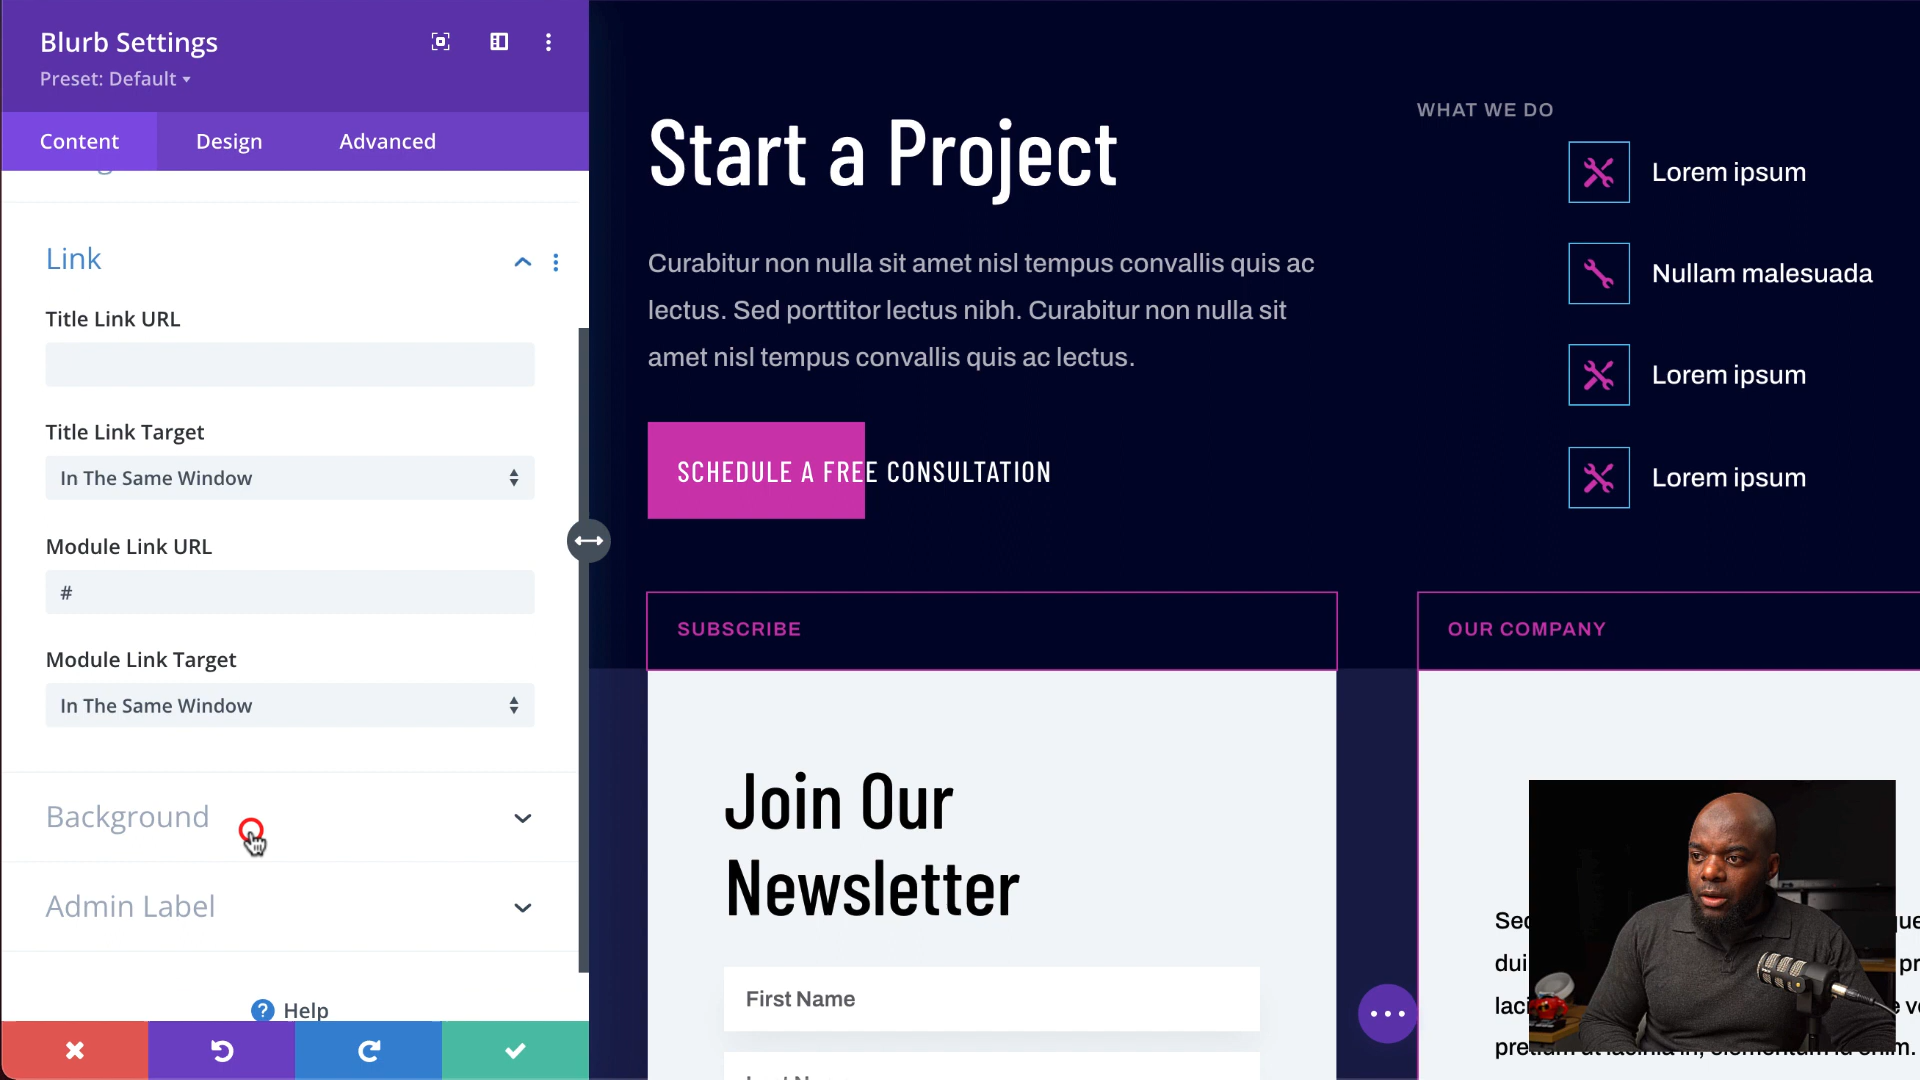 Blurb Settings
Preset: Default
Content
Design
Advanced
Link
Title Link URL
Title Link Target
In The Same Window
Module Link URL
#
Module Link Target
In The Same Window
Background
Admin Label
? Help
Start a Project
Curabitur non nulla sit amet nisl tempus convallis quis ac
lectus. Sed porttitor lectus nibh. Curabitur non nulla sit
amet nisl tempus convallis quis ac lectus.
SCHEDULE A FREE CONSULTATION
WHAT WE DO
Lorem ipsum
Nullam malesuada
Lorem ipsum
Lorem ipsum
SUBSCRIBE
Join Our
Newsletter
First Name
OUR COMPANY